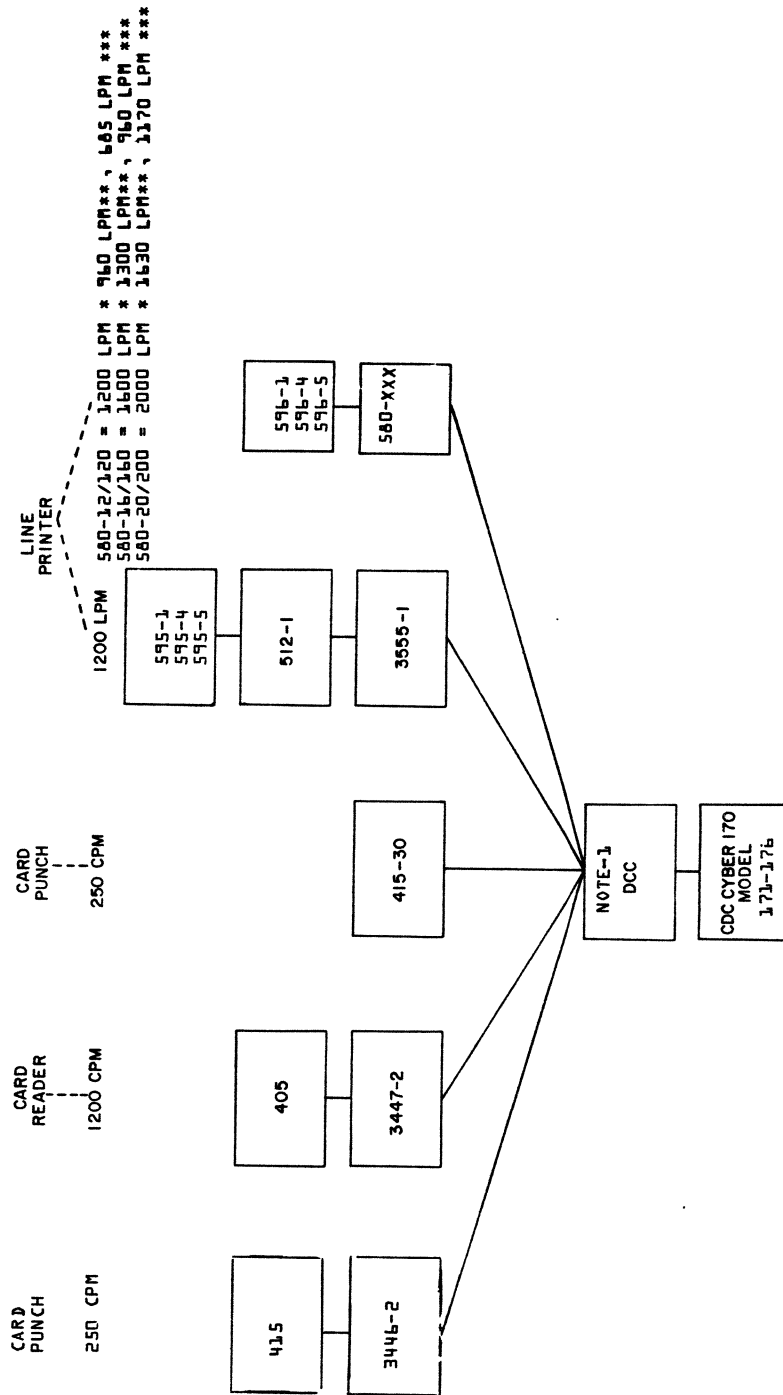 CARD
PUNCH
250 CPM
CARD
READER
1200 CPM
CARD
PUNCH
250 CPM
LINE
PRINTER
1200 LPM
580-12/120 = 1200 LPM * 960 LPM**, 685 LPM ***
580-16/160 = 1600 LPM * 1300 LPM**, 960 LPM ***
580-20/200 = 2000 LPM * 1630 LPM**, 1170 LPM ***
415
3446-2
405
3447-2
415-30
595-1
595-4
595-5
512-1
3555-1
596-1
596-4
596-5
580-XXX
NOTE-1
DCC
CDC CYBER 170
MODEL
171-176